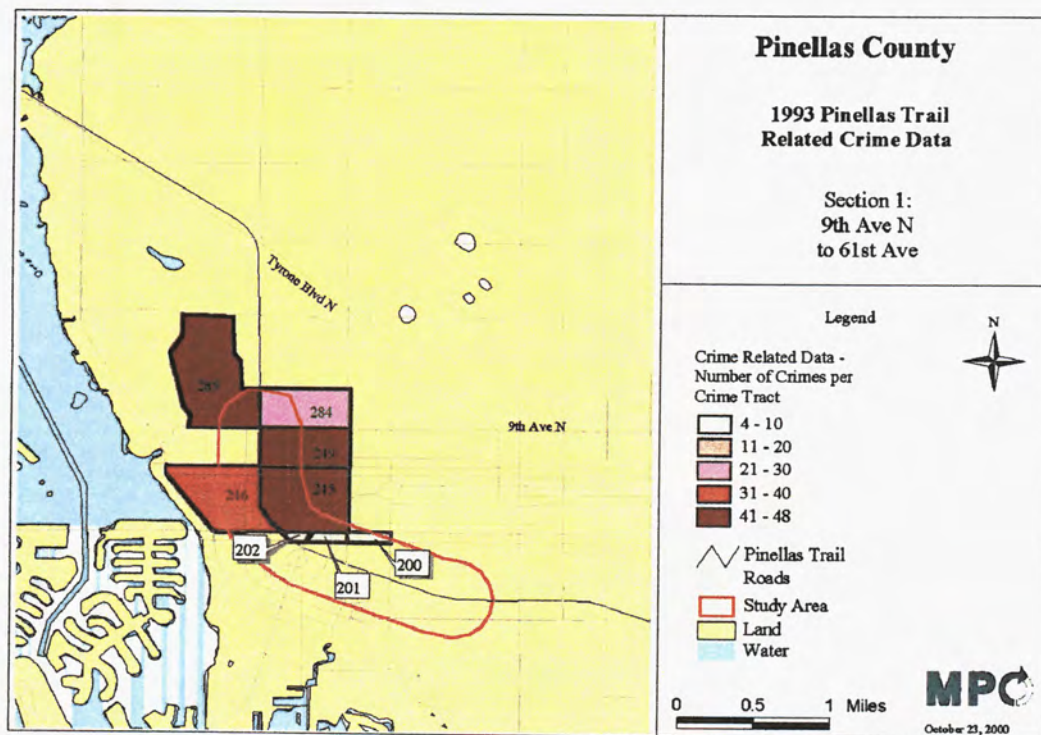 Pinellas County
1993 Pinellas Trail
Related Crime Data
Section 1:
9th Ave N
to 61st Ave
Tyrone Blvd N
284
9th Ave N
246
202
201
200
Legend
N
Crime Related Data -
Number of Crimes per
Crime Tract
4 - 10
11 - 20
21 - 30
31 - 40
41 - 48
Pinellas Trail
Roads
Study Area
Land
Water
0 0.5 1 Miles
MPO
October 23, 2000